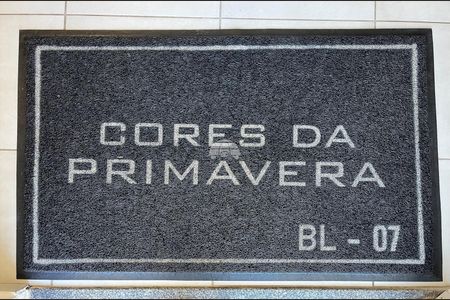 CORES DA
PRIMAVERA
BL - 07